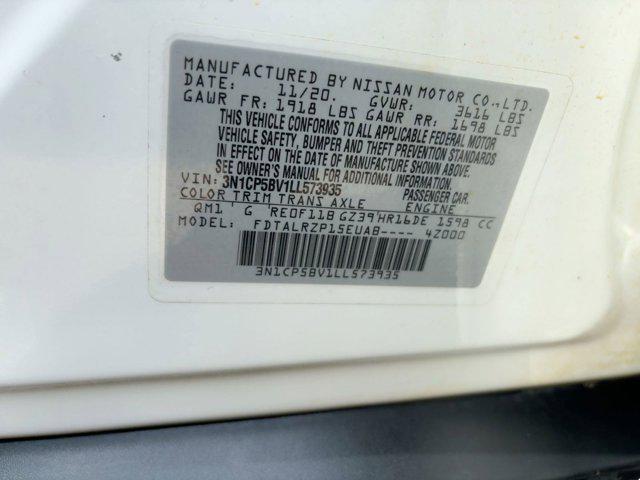 MANUFACTURED BY NISSAN MOTOR CO.,LTD.
DATE: 11/20. GVWR: 3616 LBS
GAWR FR: 1918 LBS GAWR RR: 1698 LBS
THIS VEHICLE CONFORMS TO ALL APPLICABLE FEDERAL MOTOR
VEHICLE SAFETY, BUMPER AND THEFT PREVENTION STANDARDS
IN EFFECT ON THE DATE OF MANUFACTURE SHOWN ABOVE.
SEE OWNER'S MANUAL FOR ADDITIONAL INFORMATION.
VIN: 3N1CP5BV1LL573935 PASSENGER CAR
COLOR TRIM TRANS AXLE ENGINE
QM1 G RE0F11B GZ39 HR16DE 1598 CC
MODEL: FDTALRZP15EUAB---- 4Z000
3N1CP5BV1LL573935